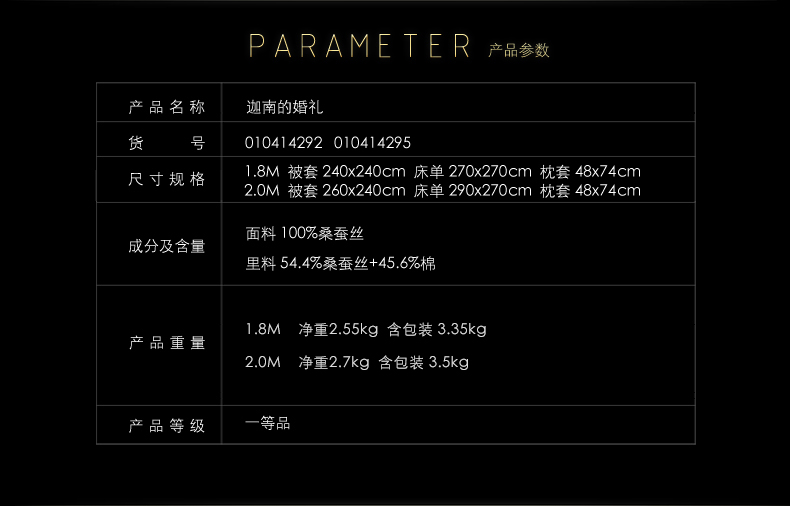 PARAMETER 产品参数
产品名称 迦南的婚礼
货 号 010414292 010414295
尺寸规格 1.8M 被套 240x240cm 床单 270x270cm 枕套 48x74cm
2.0M 被套 260x240cm 床单 290x270cm 枕套 48x74cm
成分及含量 面料 100%桑蚕丝
里料 54.4%桑蚕丝+45.6%棉
产品重量 1.8M 净重2.55kg 含包装 3.35kg
2.0M 净重2.7kg 含包装 3.5kg
产品等级 一等品